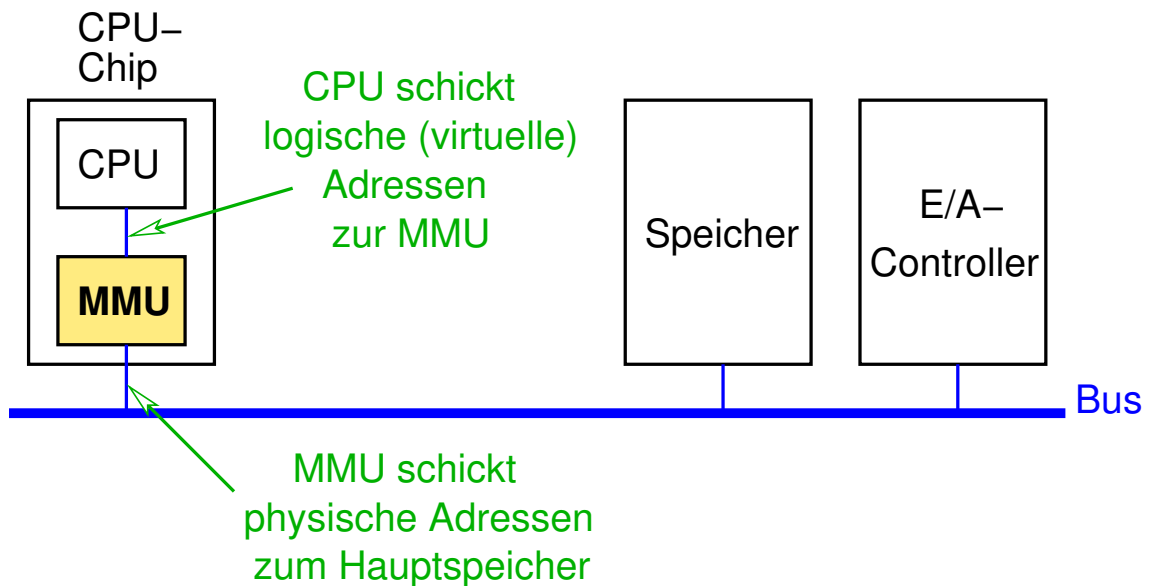 CPU–
Chip
CPU schickt
logische (virtuelle)
Adressen
zur MMU
CPU
MMU
Speicher
E/A–
Controller
Bus
MMU schickt
physische Adressen
zum Hauptspeicher